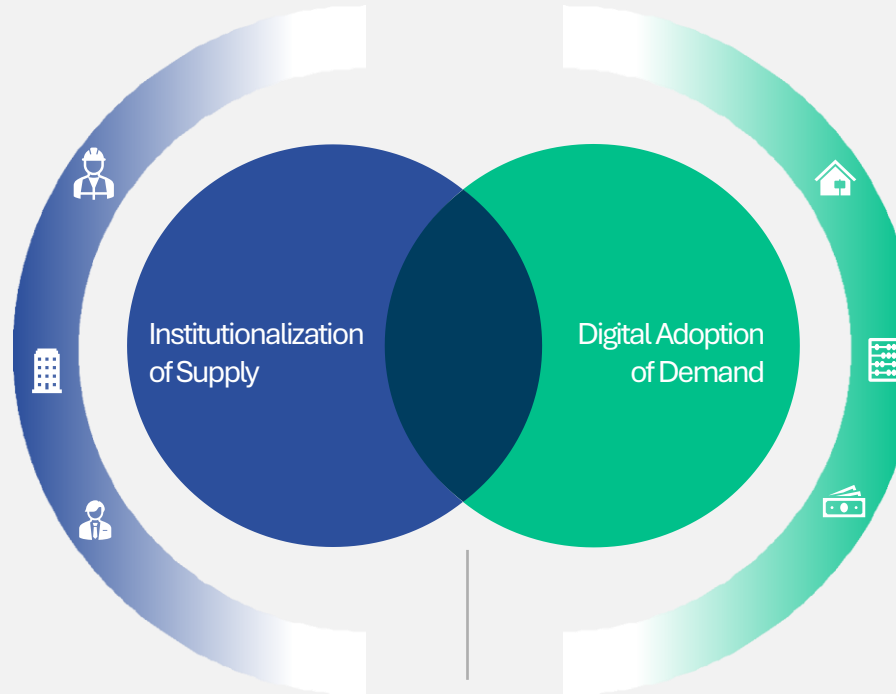 Institutionalization
of Supply
Digital Adoption
of Demand